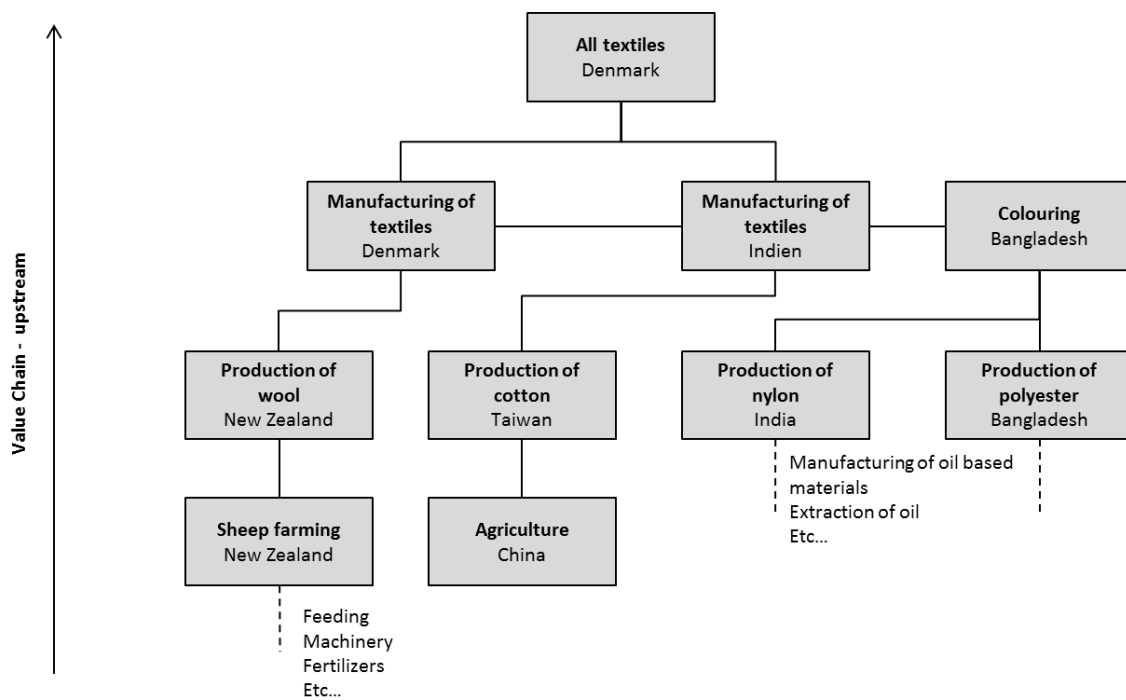 All textiles
Denmark
Manufacturing of
textiles
Denmark
Manufacturing of
textiles
Indien
Colouring
Bangladesh
Value Chain - upstream
Production of
wool
New Zealand
Production of
cotton
Taiwan
Production of
nylon
India
Production of
polyester
Bangladesh
Manufacturing of oil based
materials
Extraction of oil
Etc...
Sheep farming
New Zealand
Agriculture
China
Feeding
Machinery
Fertilizers
Etc...